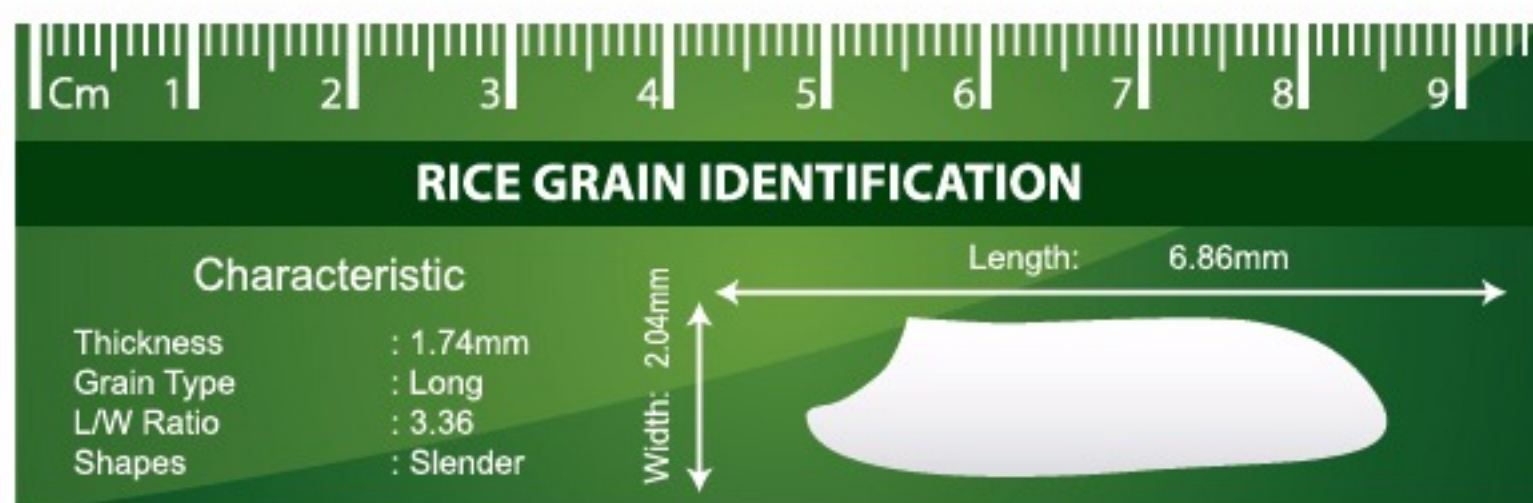 Cm 1 2 3 4 5 6 7 8 9
RICE GRAIN IDENTIFICATION
Characteristic
Thickness : 1.74mm
Grain Type : Long
L/W Ratio : 3.36
Shapes : Slender
Width: 2.04mm
Length: 6.86mm